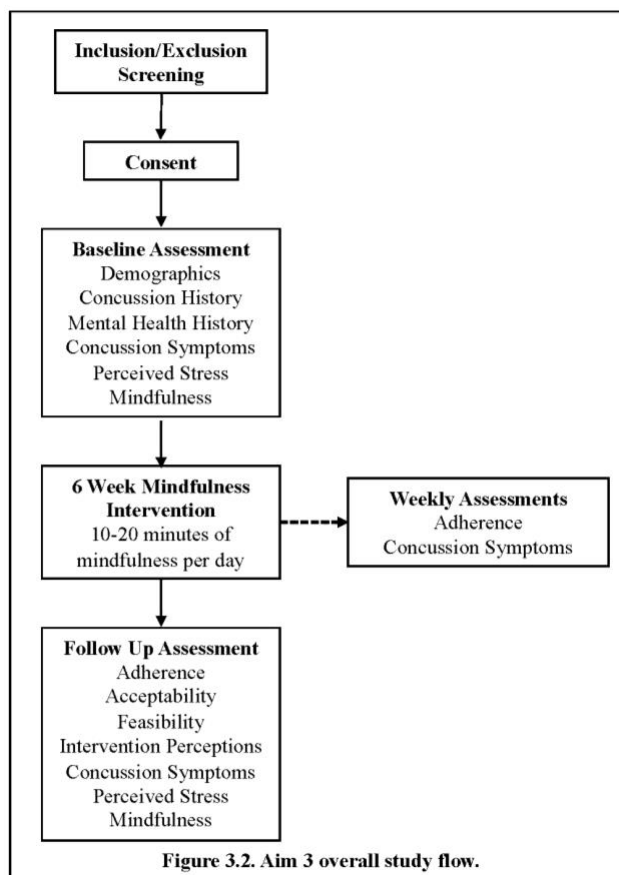 Inclusion/Exclusion
Screening
Consent
Baseline Assessment
Demographics
Concussion History
Mental Health History
Concussion Symptoms
Perceived Stress
Mindfulness
6 Week Mindfulness
Intervention
10-20 minutes of
mindfulness per day
Weekly Assessments
Adherence
Concussion Symptoms
Follow Up Assessment
Adherence
Acceptability
Feasibility
Intervention Perceptions
Concussion Symptoms
Perceived Stress
Mindfulness
Figure 3.2. Aim 3 overall study flow.